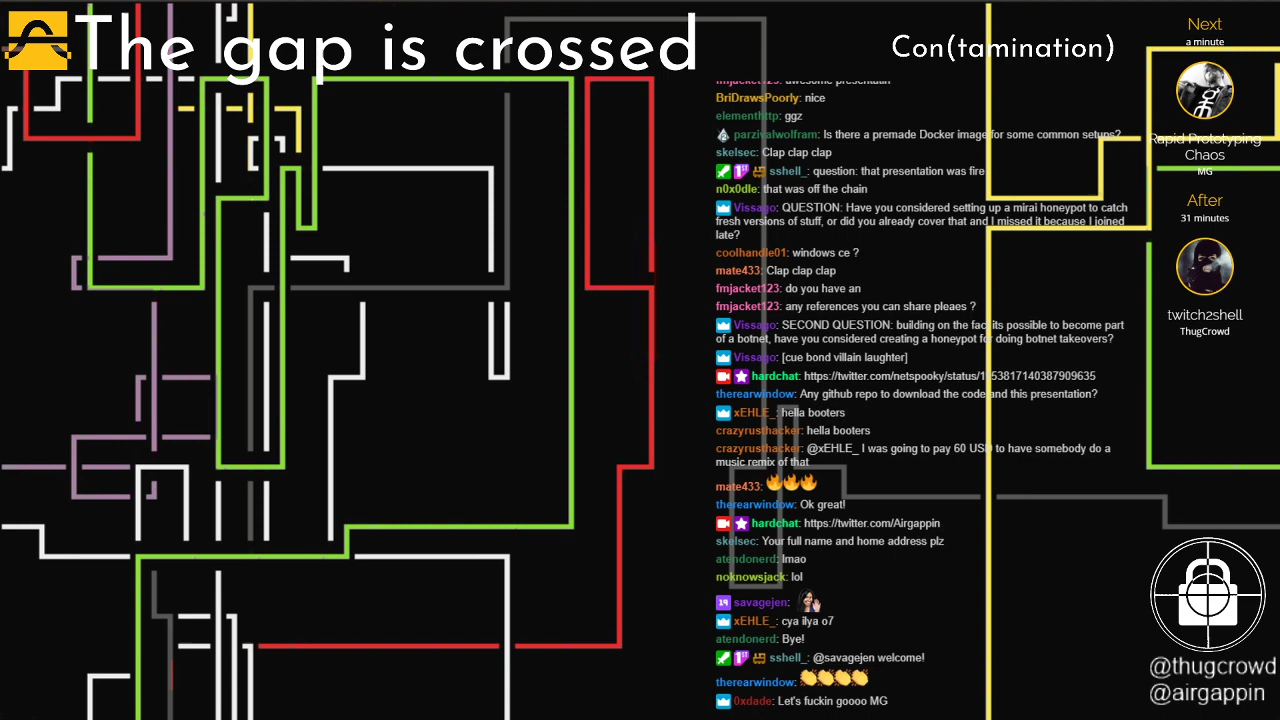 The gap is crossed
Con(tamination)
Next
a minute
Rapid Prototyping
Chaos
MG
After
31 minutes
twitch2shell
ThugCrowd
fmjacket123: awesome presentatin
BriDrawsPoorly: nice
elementhttp: ggz
parzivalwolfram: Is there a premade Docker image for some common setups?
skelsec: Clap clap clap
sshell_: question: that presentation was fire
n0x0dle: that was off the chain
Vissago: QUESTION: Have you considered setting up a mirai honeypot to catch
fresh versions of stuff, or did you already cover that and I missed it because I joined
late?
coolhandle01: windows ce ?
mate433: Clap clap clap
fmjacket123: do you have an
fmjacket123: any references you can share pleaes ?
Vissago: SECOND QUESTION: building on the fact its possible to become part
of a botnet, have you considered creating a honeypot for doing botnet takeovers?
Vissago: [cue bond villain laughter]
hardchat:
therearwindow: Any github repo to download the code and this presentation?
xEHLE_: hella booters
crazyrusthacker: hella booters
crazyrusthacker: @xEHLE_ I was going to pay 60 USD to have somebody do a
music remix of that
mate433: 🔥🔥🔥
therearwindow: Ok great!
hardchat: https://twitter.com/Airgappin
skelsec: Your full name and home address plz
atendonerd: lmao
noknowsjack: lol
19 savagejen:
xEHLE_: cya ilya o7
atendonerd: Bye!
sshell_: @savagejen welcome!
therearwindow: 👏👏👏👏
0xdade: Let's fuckin goooo MG
@thugcrowd
@airgappin